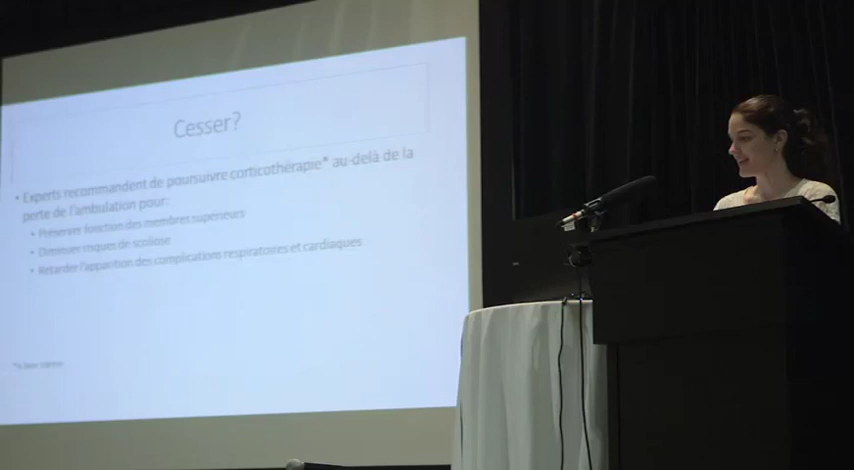 Cesser?
• Experts recommandent de poursuivre corticothérapie* au-delà de la
perte de l'ambulation pour:
• Préserver fonction des membres supérieurs
• Diminuer risques de scoliose
• Retarder l'apparition des complications respiratoires et cardiaques